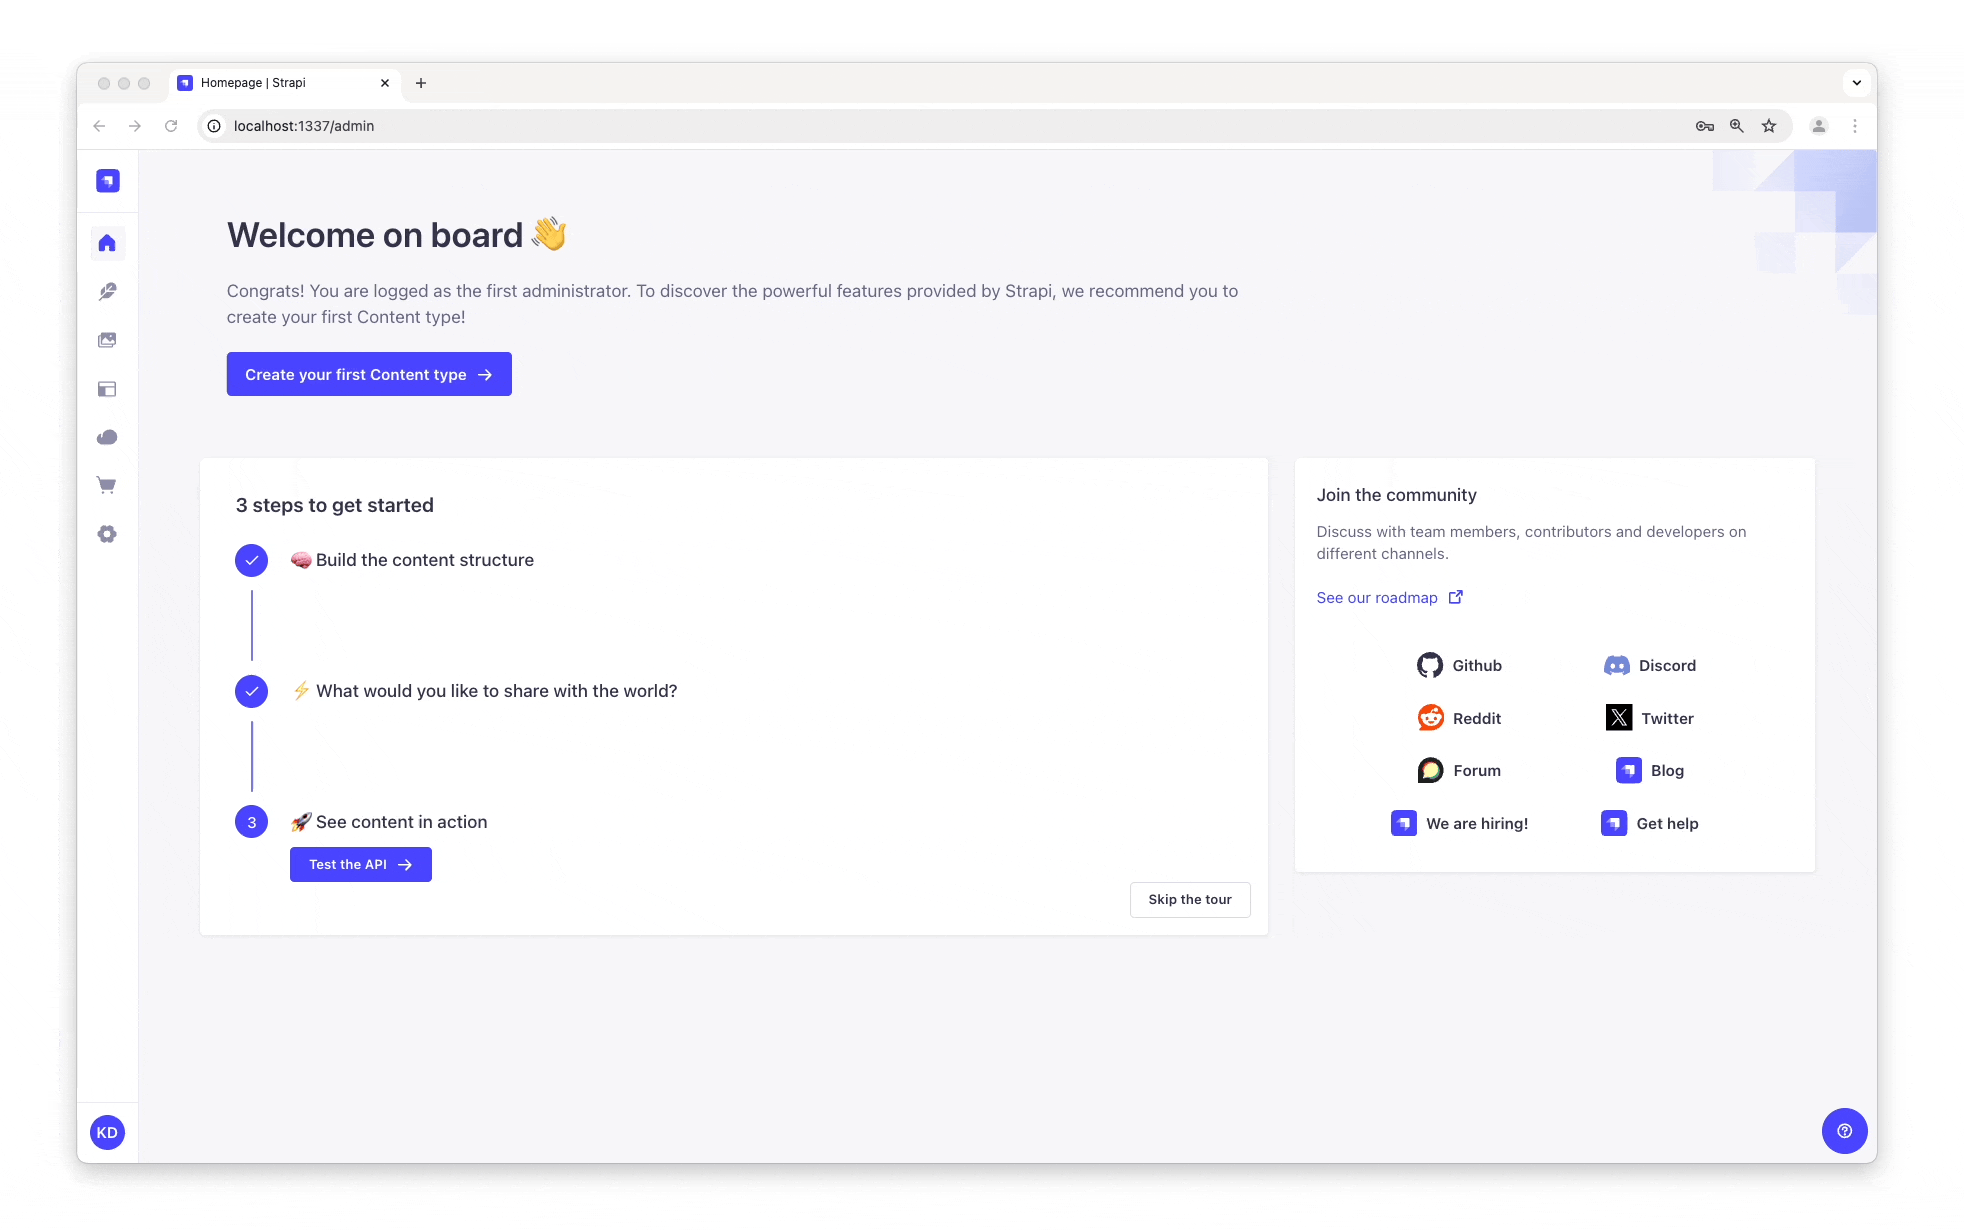 Homepage | Strapi
localhost:1337/admin
Welcome on board 👋
Congrats! You are logged as the first administrator. To discover the powerful features provided by Strapi, we recommend you to
create your first Content type!
Create your first Content type
3 steps to get started
🧠 Build the content structure
⚡ What would you like to share with the world?
3
🚀 See content in action
Test the API
Skip the tour
Join the community
Discuss with team members, contributors and developers on
different channels.
See our roadmap
Github
Discord
Reddit
Twitter
Forum
Blog
We are hiring!
Get help
KD